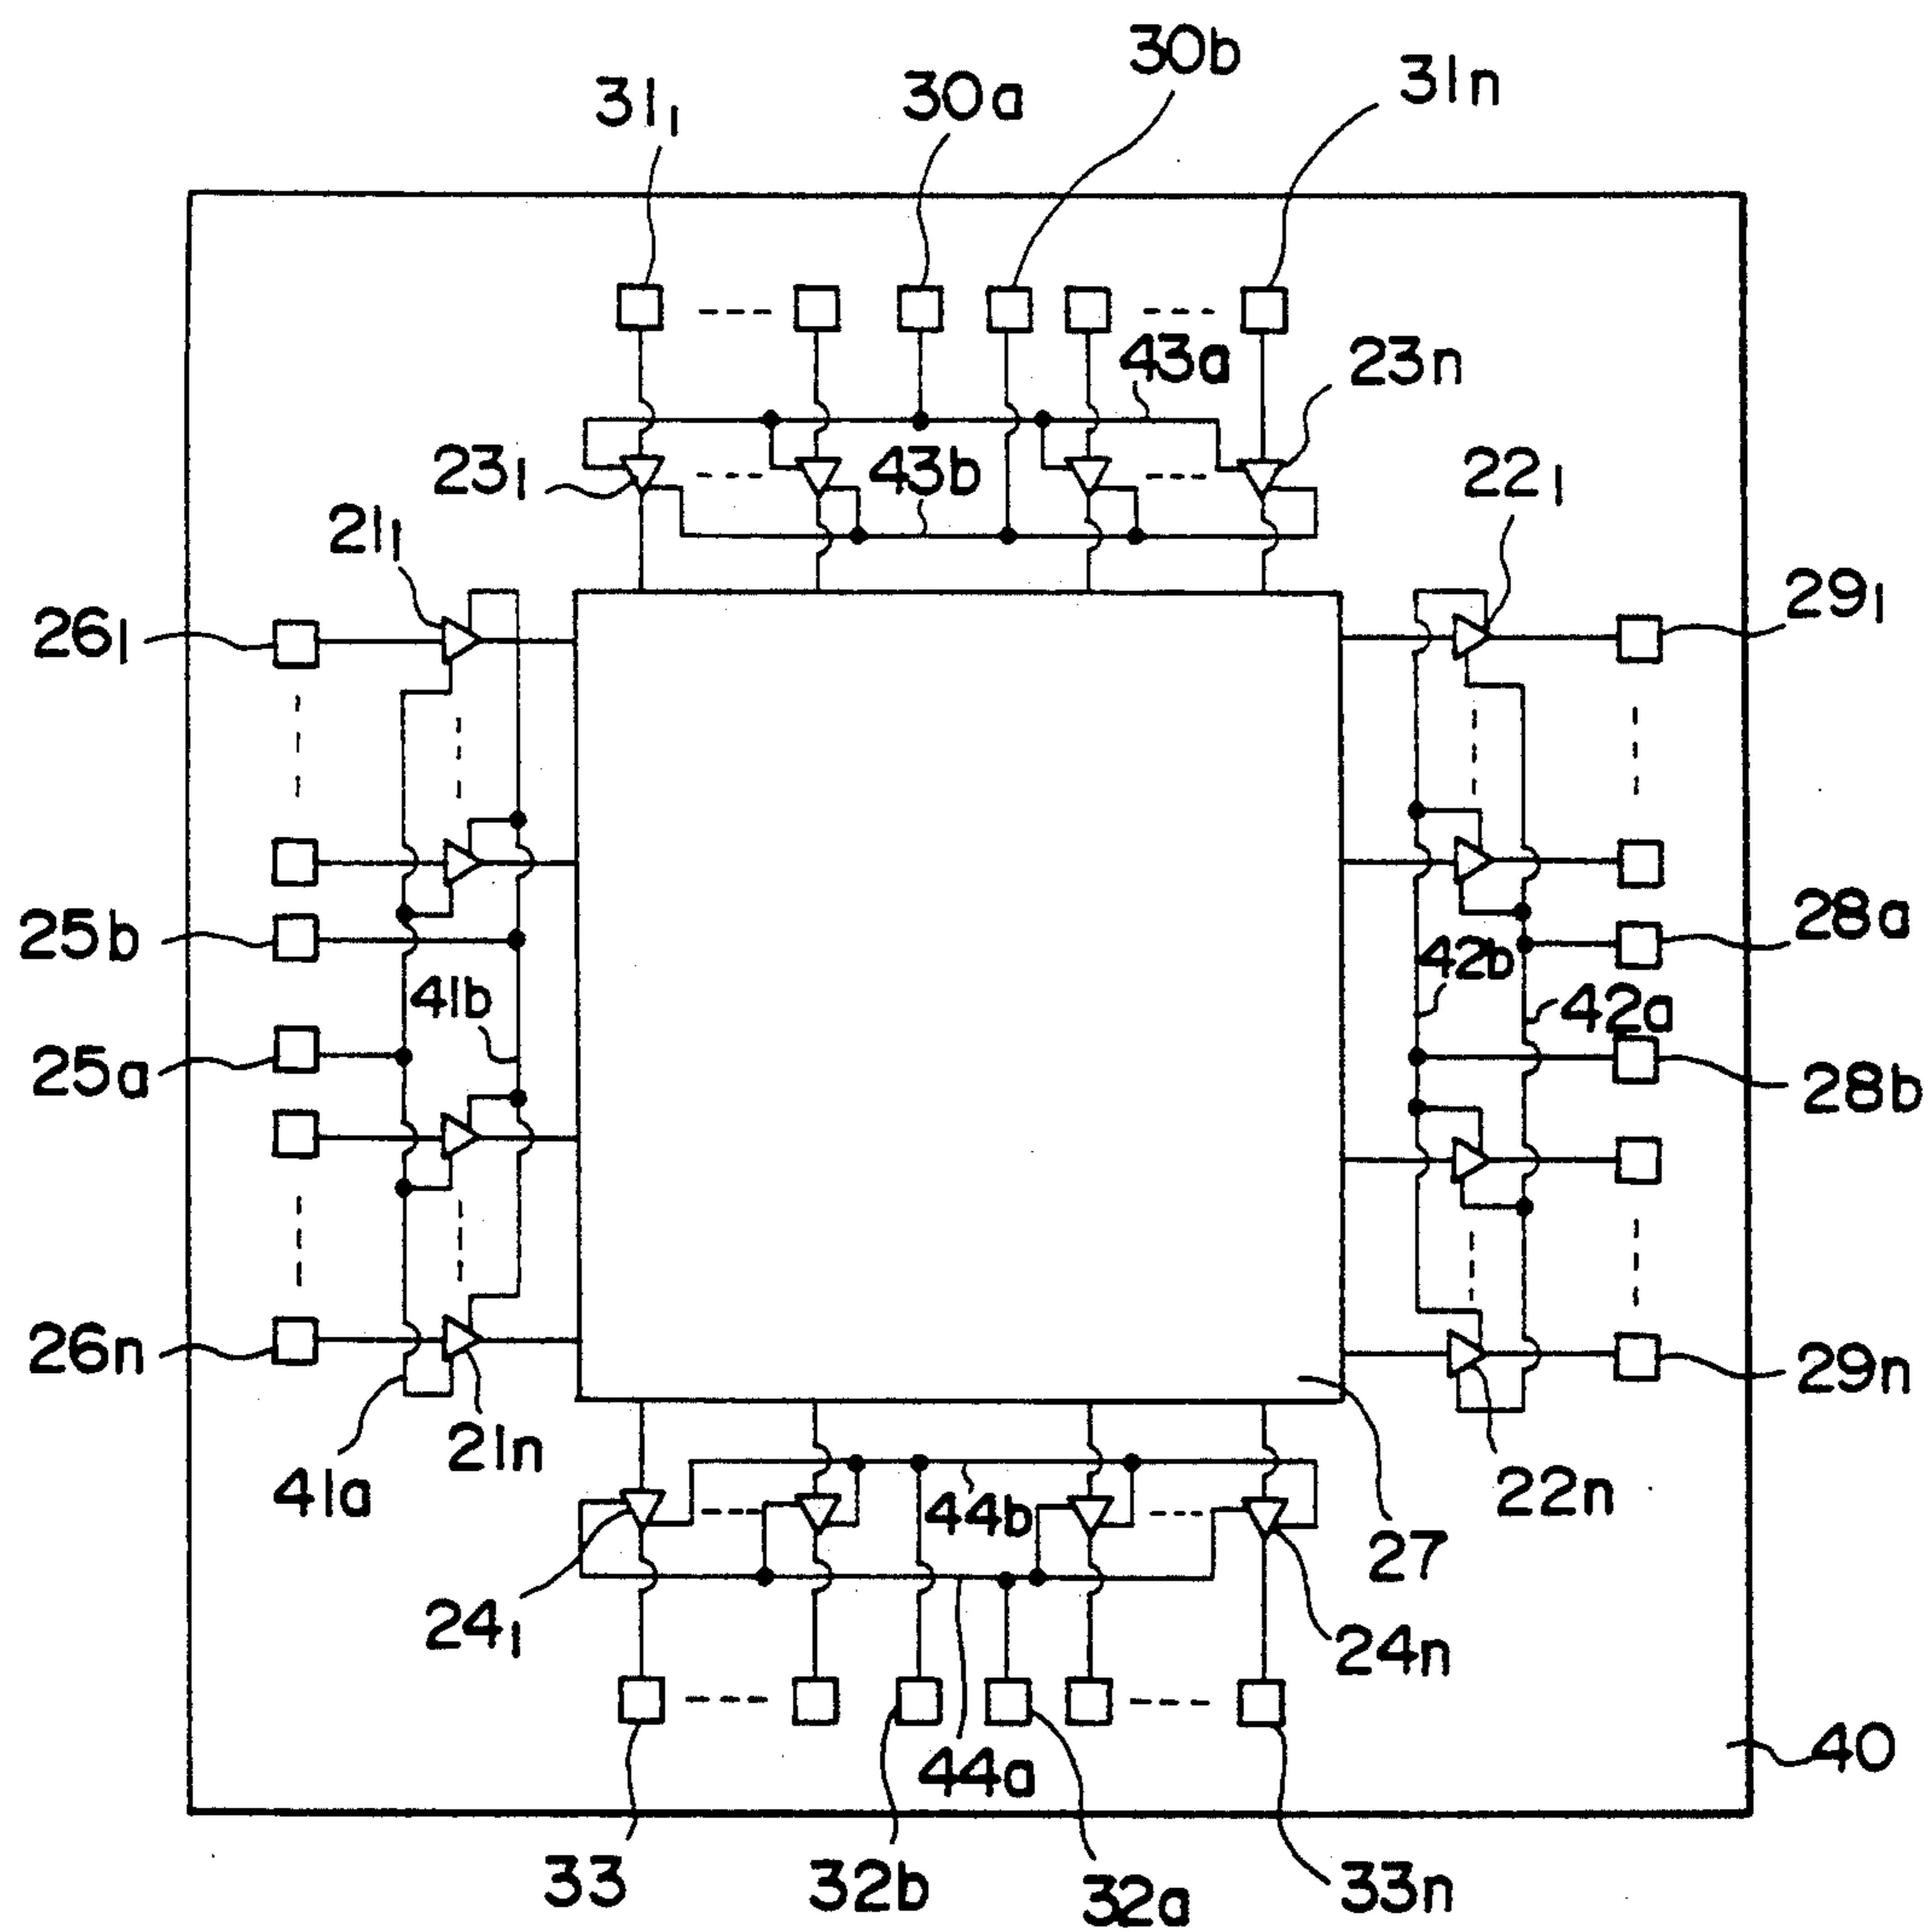 30b
31₁ 30a 31n
43a 23n
23₁ 43b 22₁
21₁
26₁ 29₁
25b 28a
42b
41b 42a
25a 28b
26n 29n
21n
41a 22n
44b
27
24₁ 24n
40
44a
33 32b 32a 33n